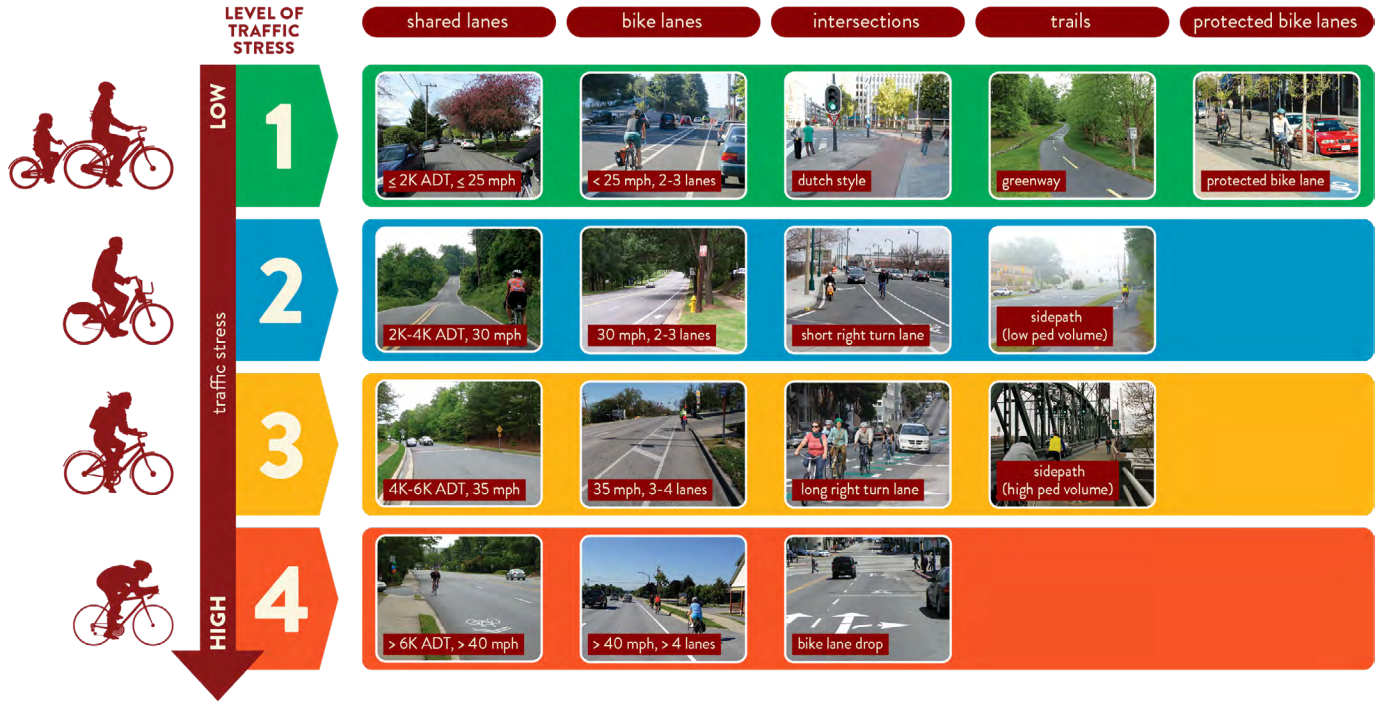 LEVEL OF
TRAFFIC
STRESS
shared lanes
bike lanes
intersections
trails
protected bike lanes
LOW
traffic stress
HIGH
1
≤ 2K ADT, ≤ 25 mph
< 25 mph, 2-3 lanes
dutch style
greenway
protected bike lane
2
2K-4K ADT, 30 mph
30 mph, 2-3 lanes
short right turn lane
sidepath
(low ped volume)
3
4K-6K ADT, 35 mph
35 mph, 3-4 lanes
long right turn lane
sidepath
(high ped volume)
4
> 6K ADT, > 40 mph
> 40 mph, > 4 lanes
bike lane drop